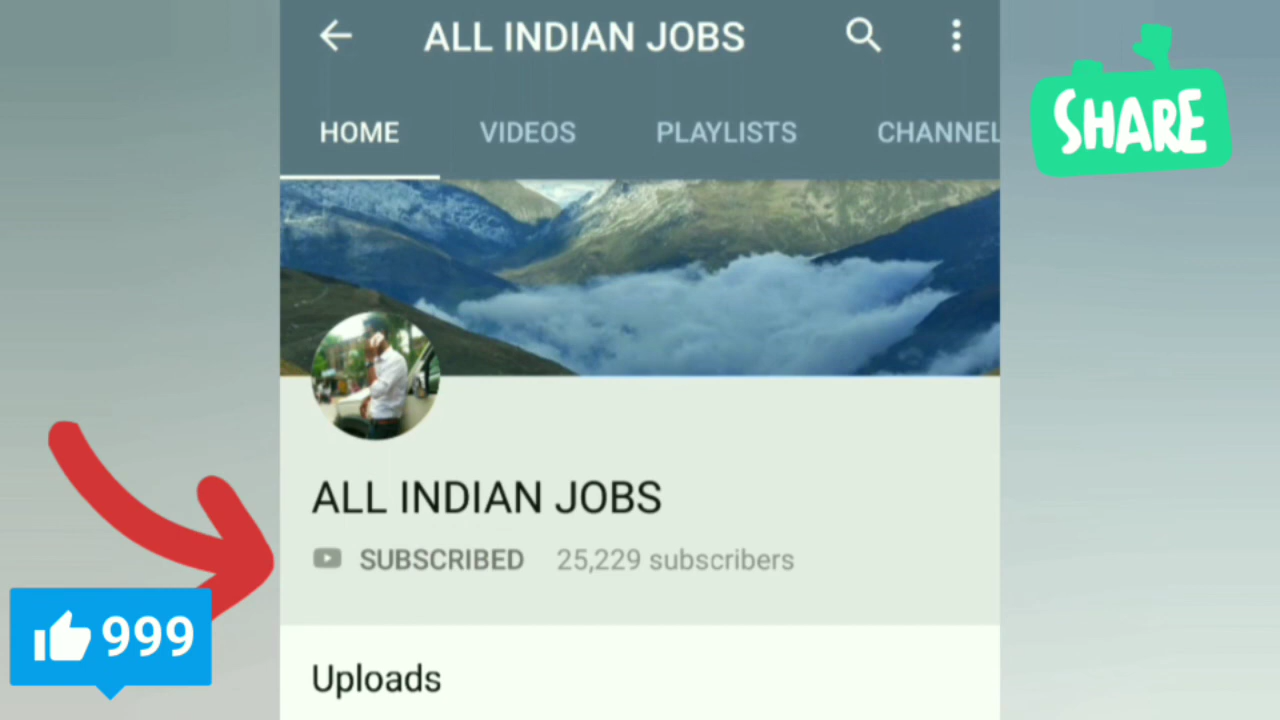 ALL INDIAN JOBS
SHARE
HOME VIDEOS PLAYLISTS CHANNEL
ALL INDIAN JOBS
SUBSCRIBED 25,229 subscribers
999
Uploads